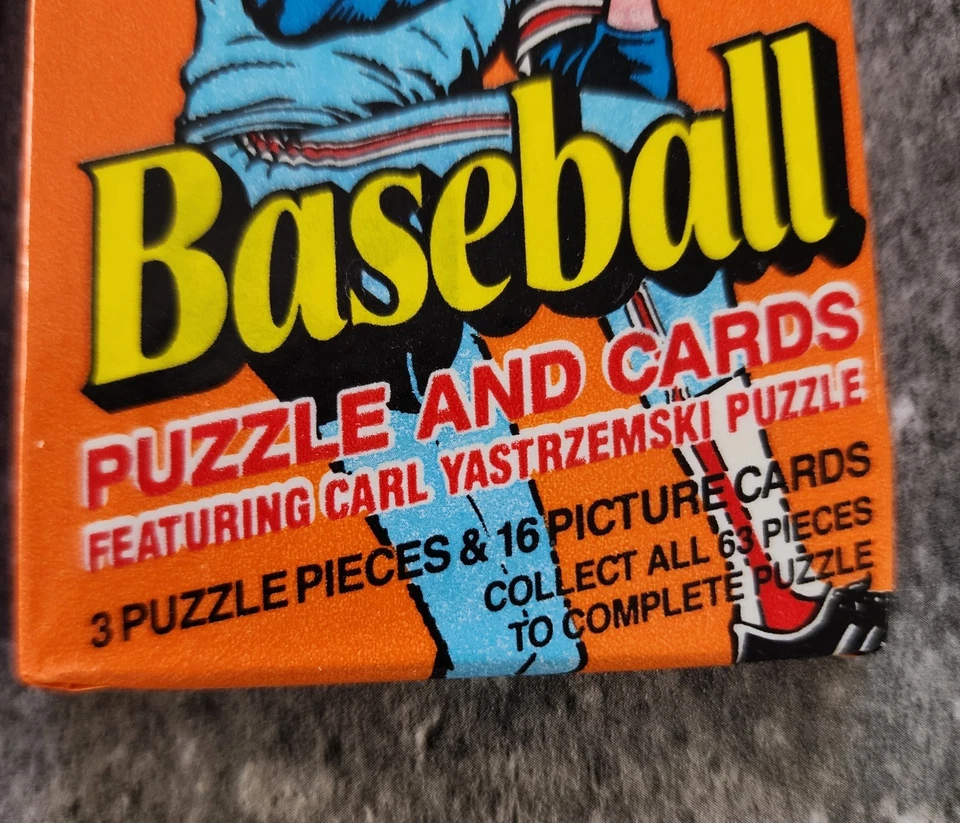 Baseball
PUZZLE AND CARDS
FEATURING CARL YASTRZEMSKI PUZZLE
3 PUZZLE PIECES & 16 PICTURE CARDS
COLLECT ALL 63 PIECES
TO COMPLETE PUZZLE